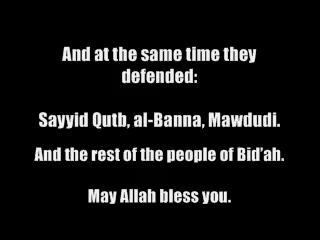 And at the same time they
defended:
Sayyid Qutb, al-Banna, Mawdudi.
And the rest of the people of Bid'ah.
May Allah bless you.